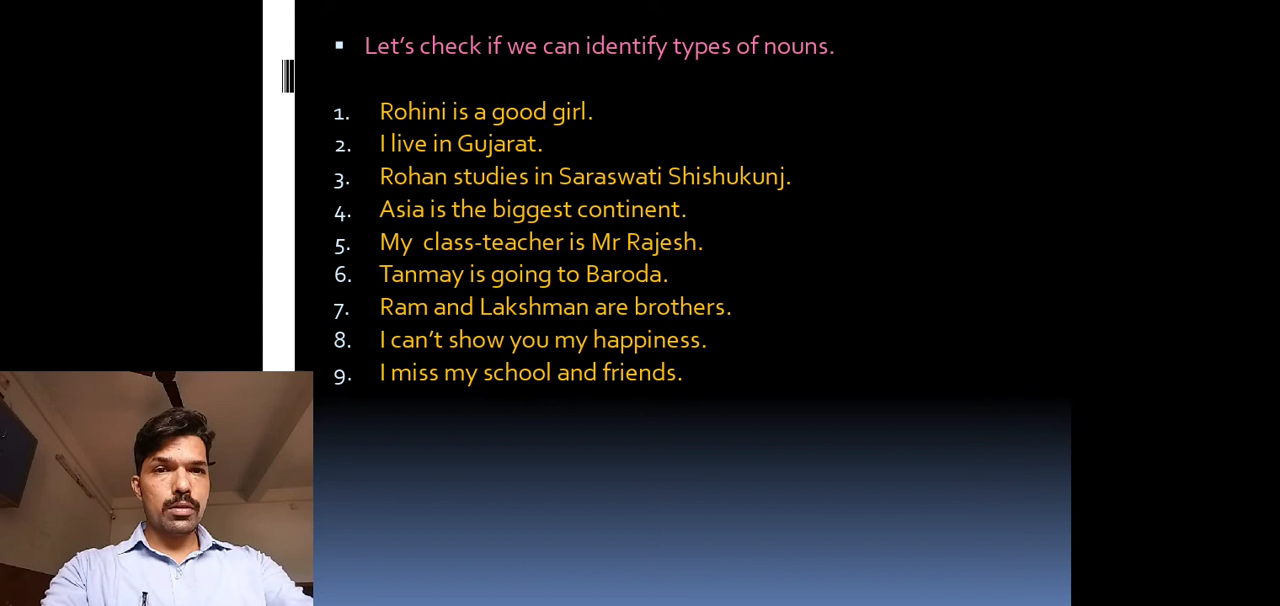 Let's check if we can identify types of nouns.
1. Rohini is a good girl.
2. I live in Gujarat.
3. Rohan studies in Saraswati Shishukunj.
4. Asia is the biggest continent.
5. My class-teacher is Mr Rajesh.
6. Tanmay is going to Baroda.
7. Ram and Lakshman are brothers.
8. I can't show you my happiness.
9. I miss my school and friends.